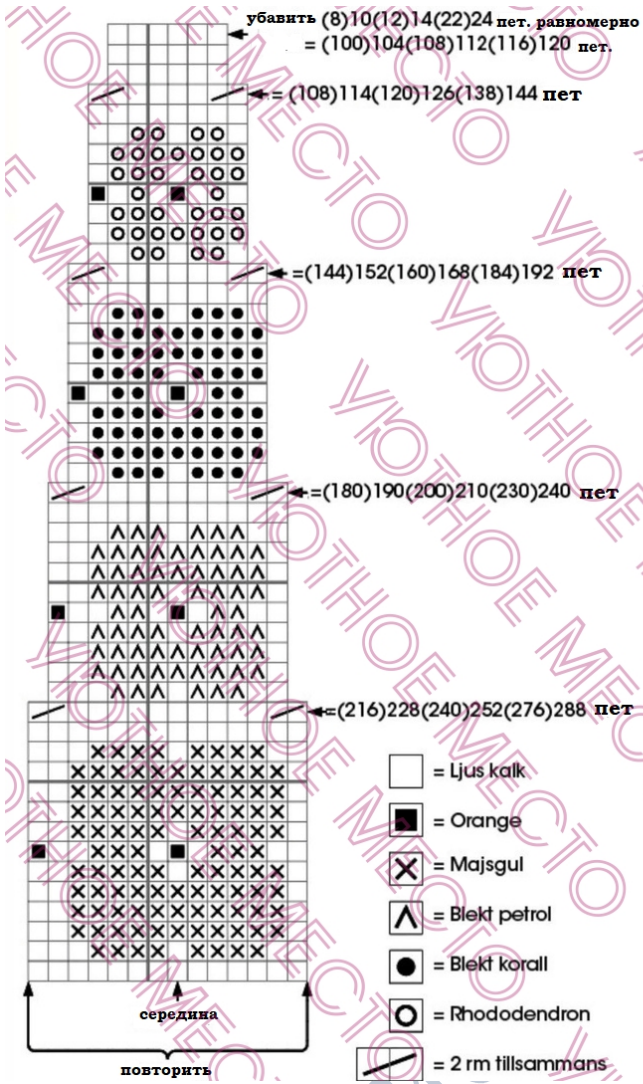 убавить (8)10(12)14(22)24 пет. равномерно
= (100)104(108)112(116)120 пет.
= (108)114(120)126(138)144 пет
=(144)152(160)168(184)192 пет
=(180)190(200)210(230)240 пет
=(216)228(240)252(276)288 пет
= Ljus kalk
= Orange
= Majsgul
= Blekt petrol
= Blekt korall
= Rhododendron
= 2 rm tillsammans
середина
повторить
УЮТНОЕ МЕСТО